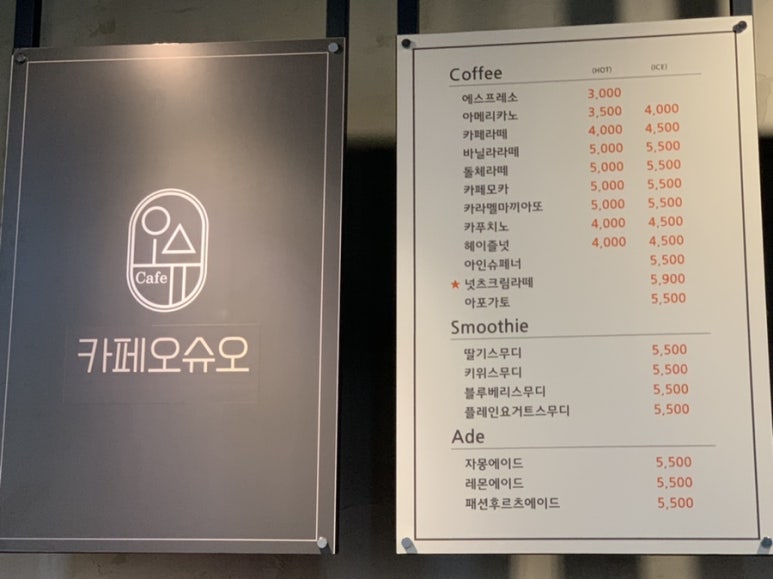 오슈
Cafe
카페오슈오
Coffee (HOT) (ICE)
에스프레소 3,000
아메리카노 3,500 4,000
카페라떼 4,000 4,500
바닐라라떼 5,000 5,500
돌체라떼 5,000 5,500
카페모카 5,000 5,500
카라멜마끼아또 5,000 5,500
카푸치노 4,000 4,500
헤이즐넛 4,000 4,500
아인슈페너 5,500
★ 넛츠크림라떼 5,900
아포가토 5,500
Smoothie
딸기스무디 5,500
키위스무디 5,500
블루베리스무디 5,500
플레인요거트스무디 5,500
Ade
자몽에이드 5,500
레몬에이드 5,500
패션후르츠에이드 5,500